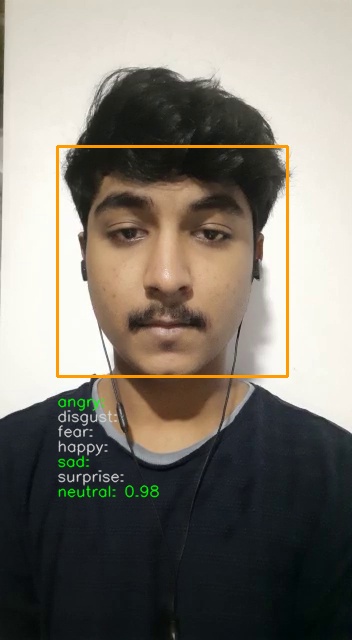 angry:
disgust:
fear:
happy:
sad:
surprise:
neutral: 0.98